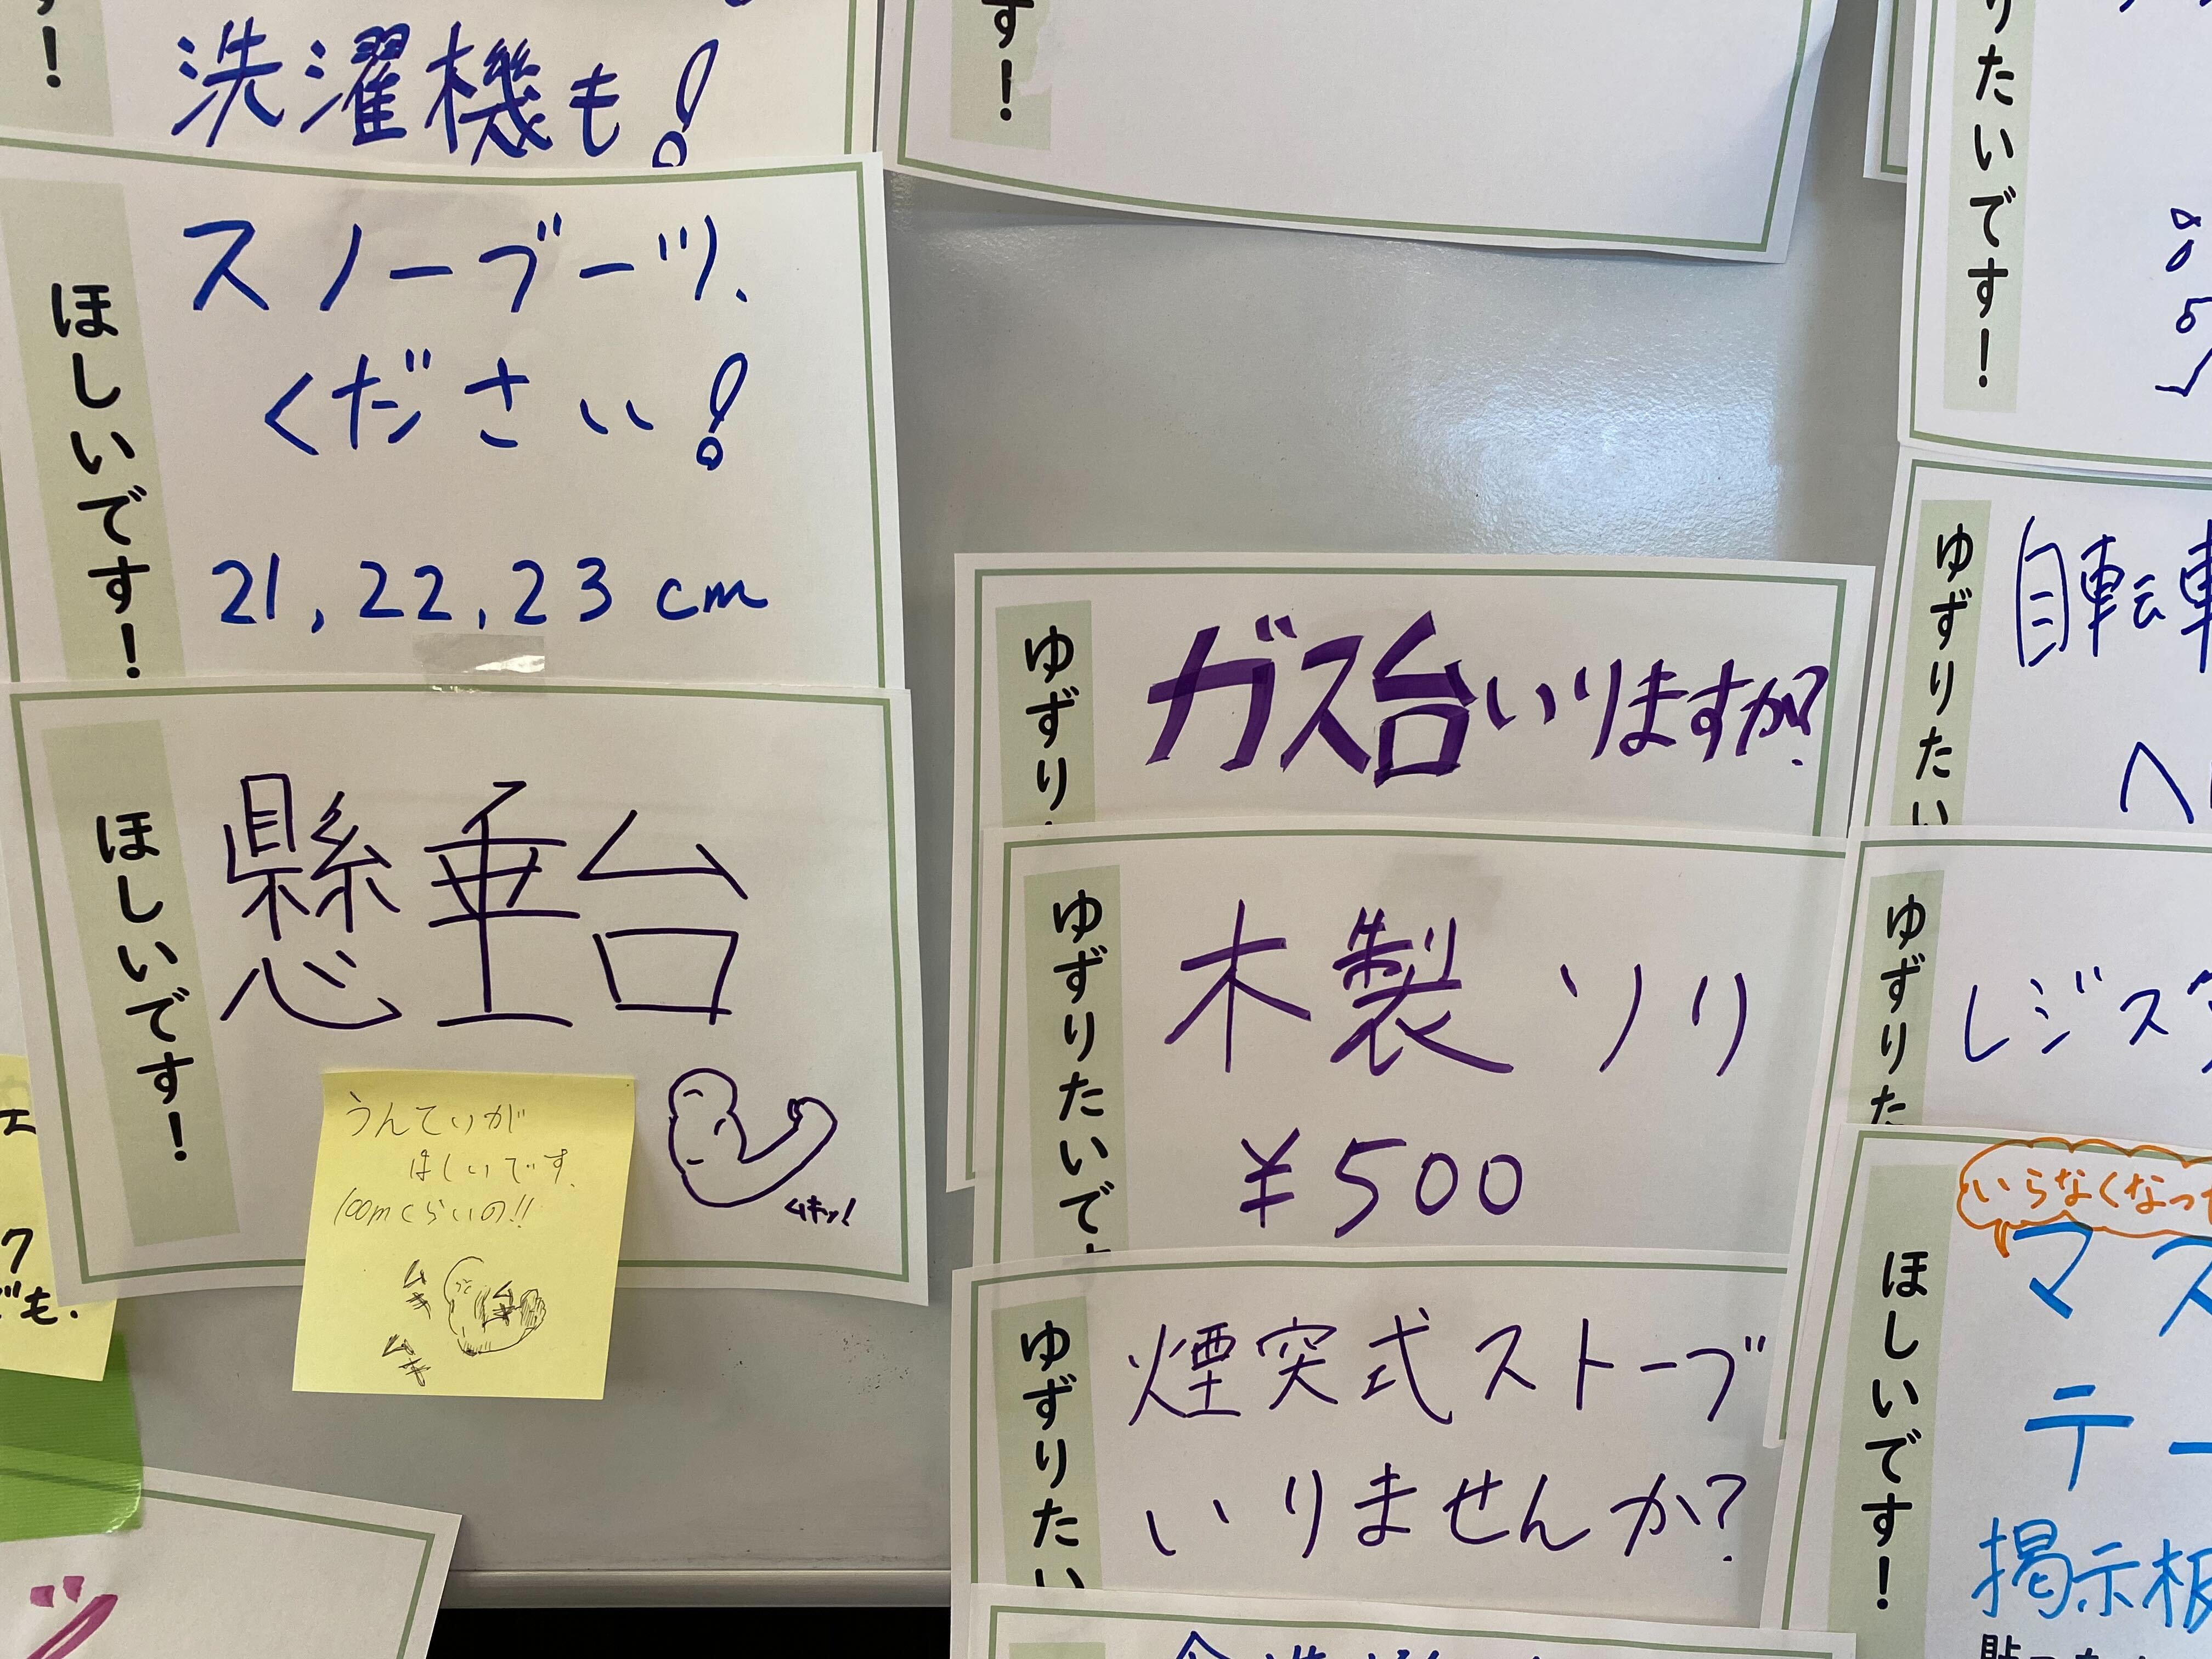 洗濯機も!
ほしいです!
スノーブーツ、
ください!
21, 22, 23 cm
ほしいです!
懸垂台
ムキッ!
うんていが
ほしいです。
100mくらいの!!
ムキ
ムキ
ゆずり
ガス台いりますか?
ゆずりたいで
木製ソリ
¥500
ゆずりたい
煙突式ストーブ
いりませんか?
りたいです!
ゆずりたい
自転車
ゆずりた
レジスタ
ほしいです!
いらなくなった
マス
テー
掲示板